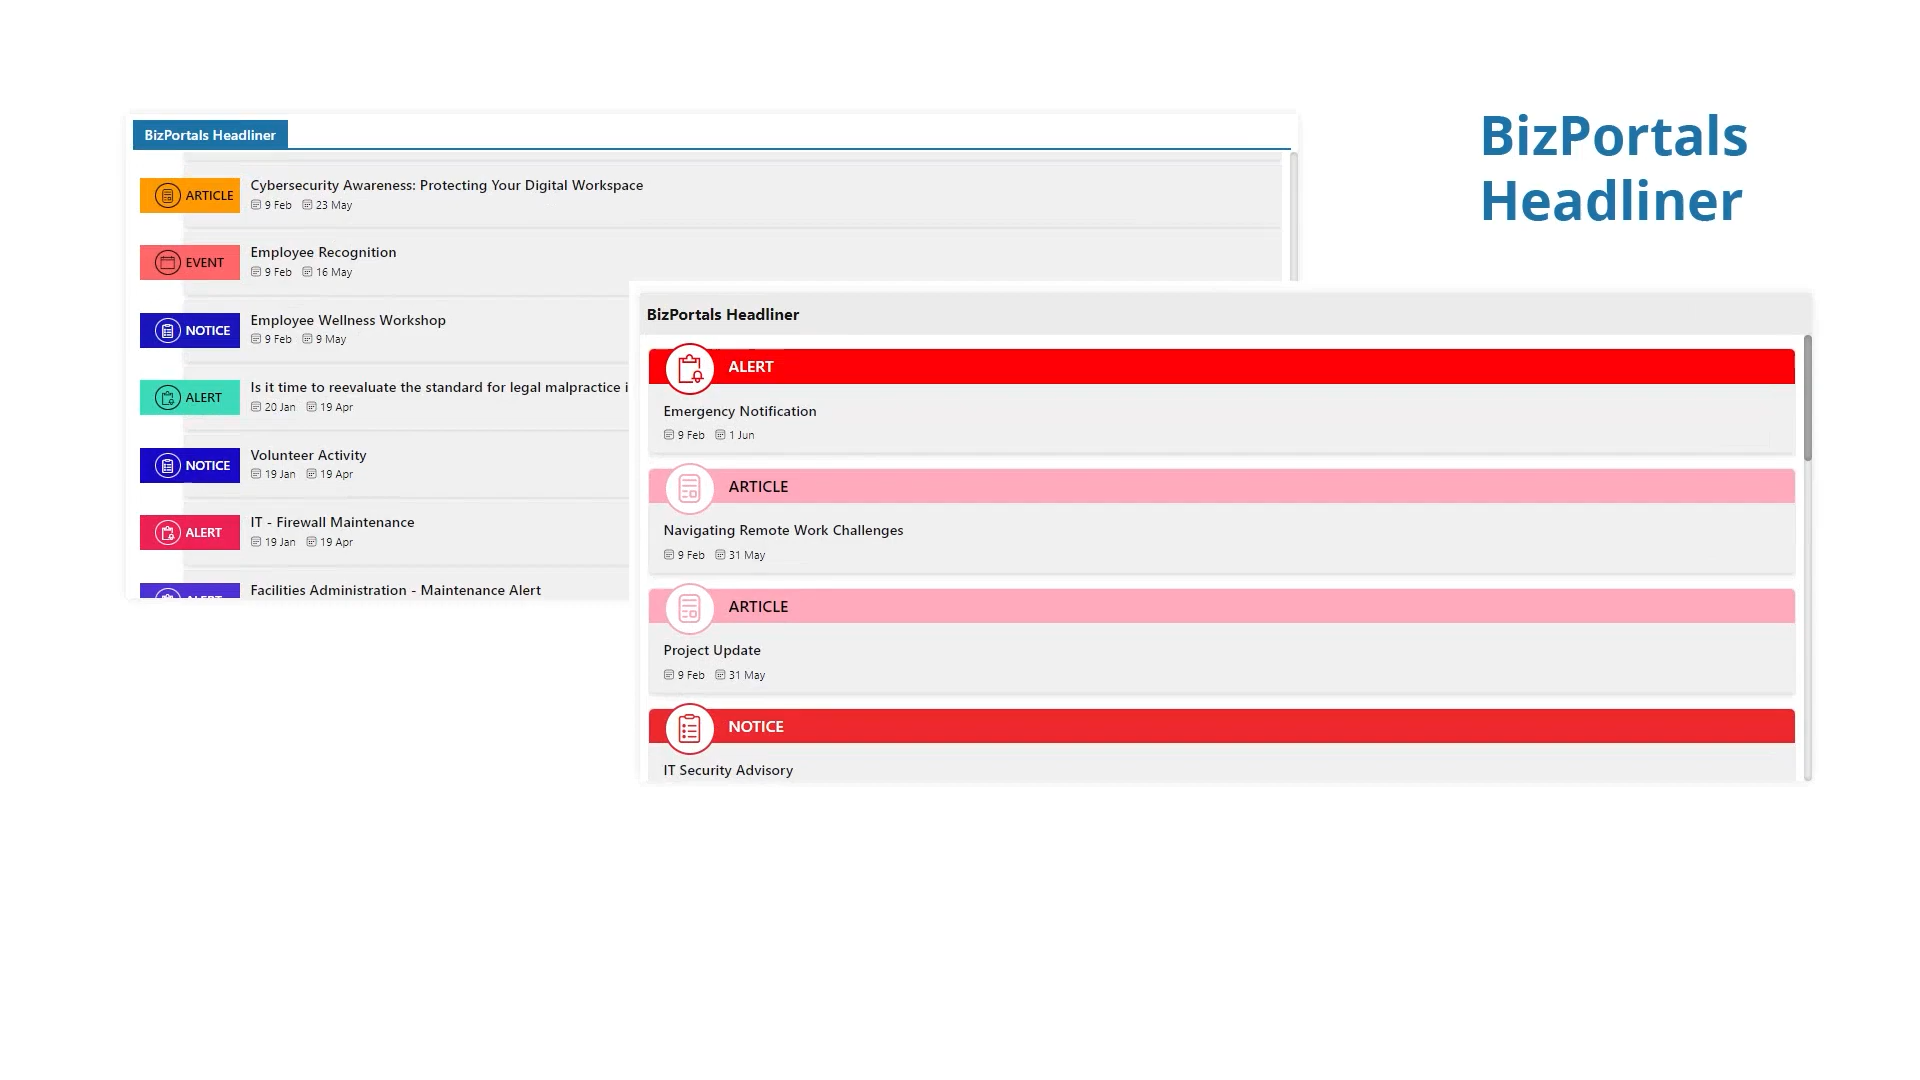 BizPortals
Headliner
BizPortals Headliner
ARTICLE
Cybersecurity Awareness: Protecting Your Digital Workspace
9 Feb 23 May
EVENT
Employee Recognition
9 Feb 16 May
NOTICE
Employee Wellness Workshop
9 Feb 9 May
ALERT
Is it time to reevaluate the standard for legal malpractice
20 Jan 19 Apr
NOTICE
Volunteer Activity
19 Jan 19 Apr
ALERT
IT - Firewall Maintenance
19 Jan 19 Apr
ALERT
Facilities Administration - Maintenance Alert
BizPortals Headliner
ALERT
Emergency Notification
9 Feb 1 Jun
ARTICLE
Navigating Remote Work Challenges
9 Feb 31 May
ARTICLE
Project Update
9 Feb 31 May
NOTICE
IT Security Advisory